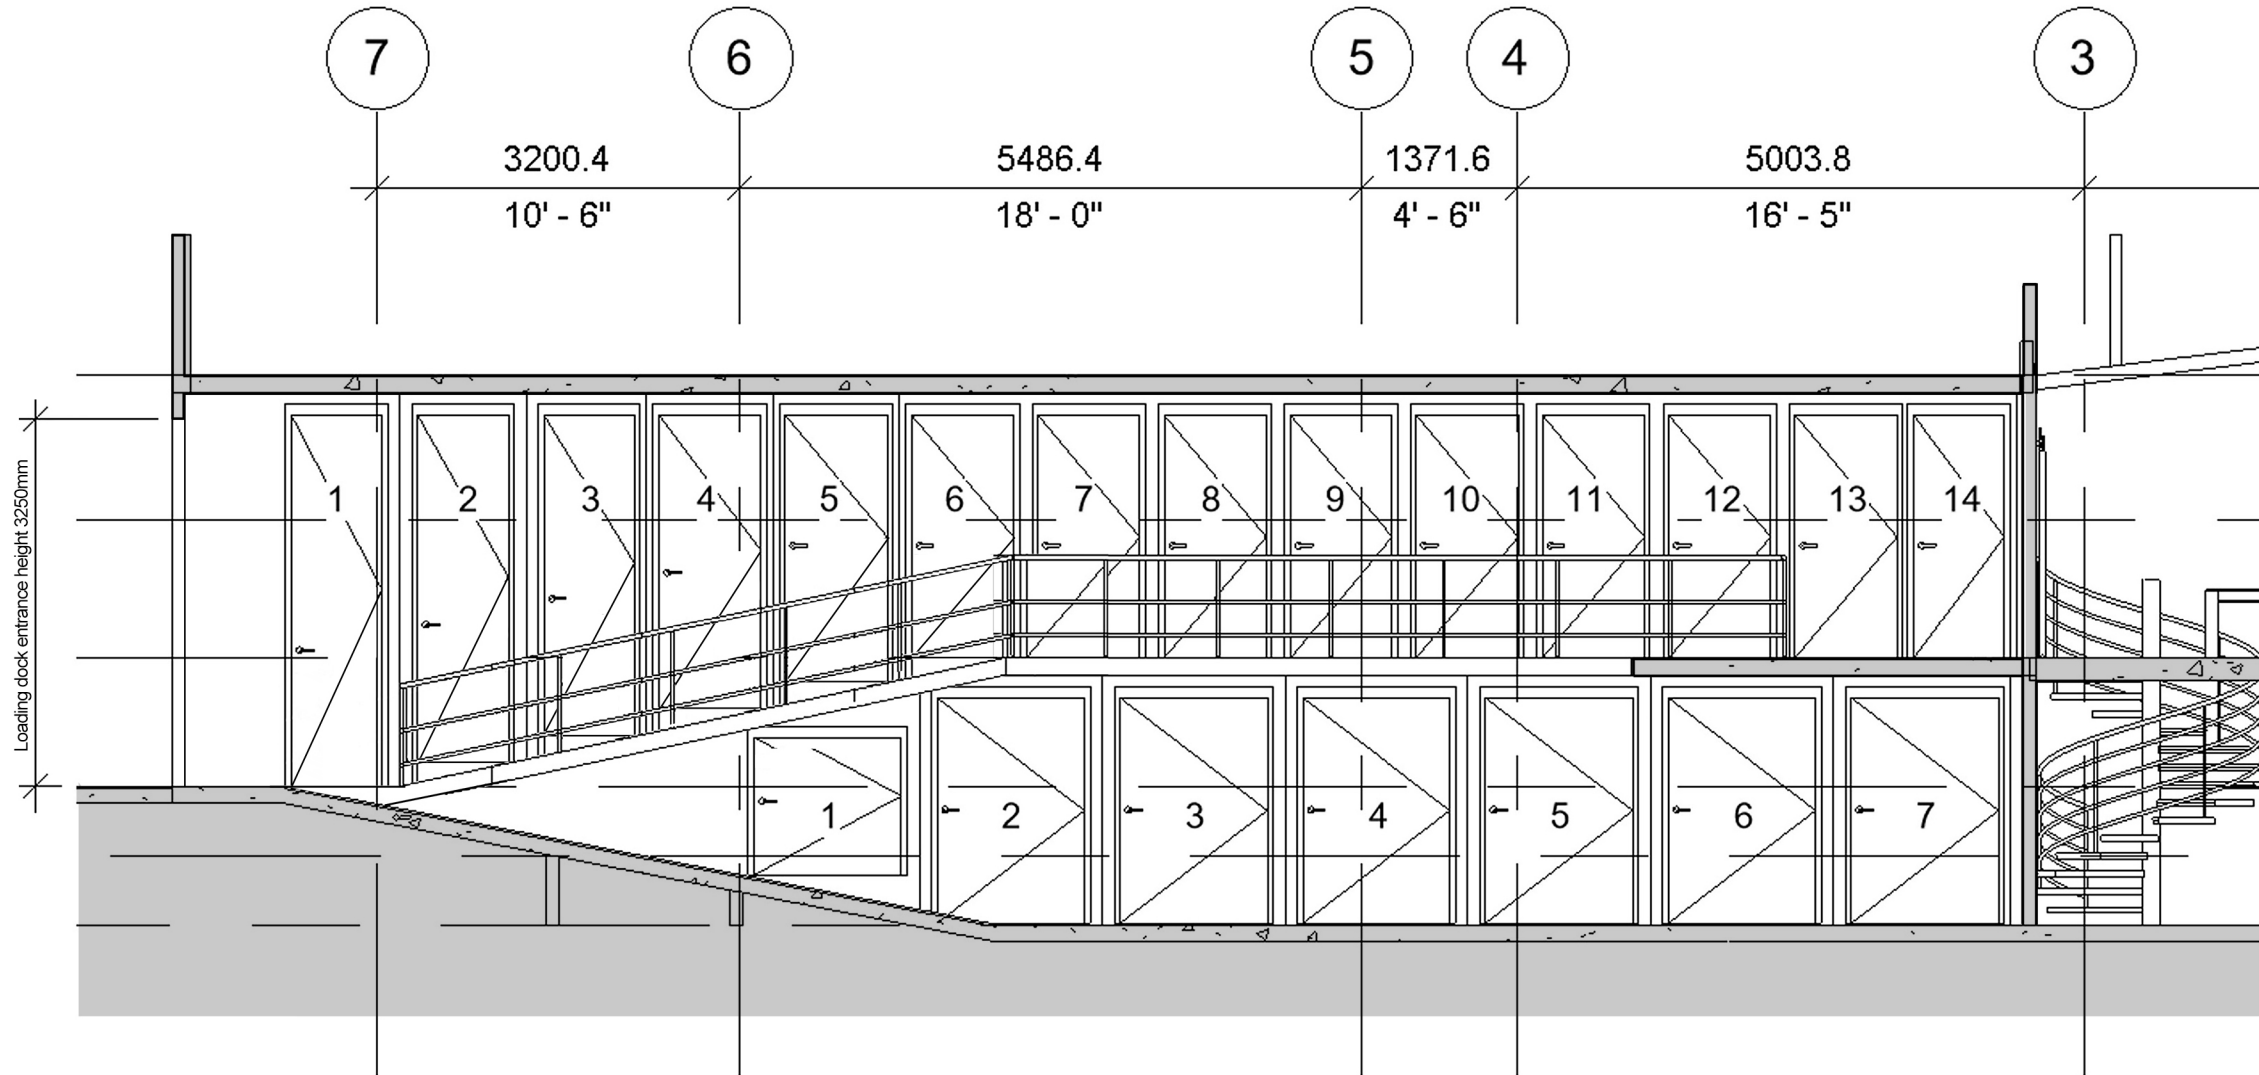 7 6 5 4 3
3200.4 5486.4 1371.6 5003.8
10' - 6" 18' - 0" 4' - 6" 16' - 5"
Loading dock entrance height 3250mm
1 2 3 4 5 6 7 8 9 10 11 12 13 14
1 2 3 4 5 6 7